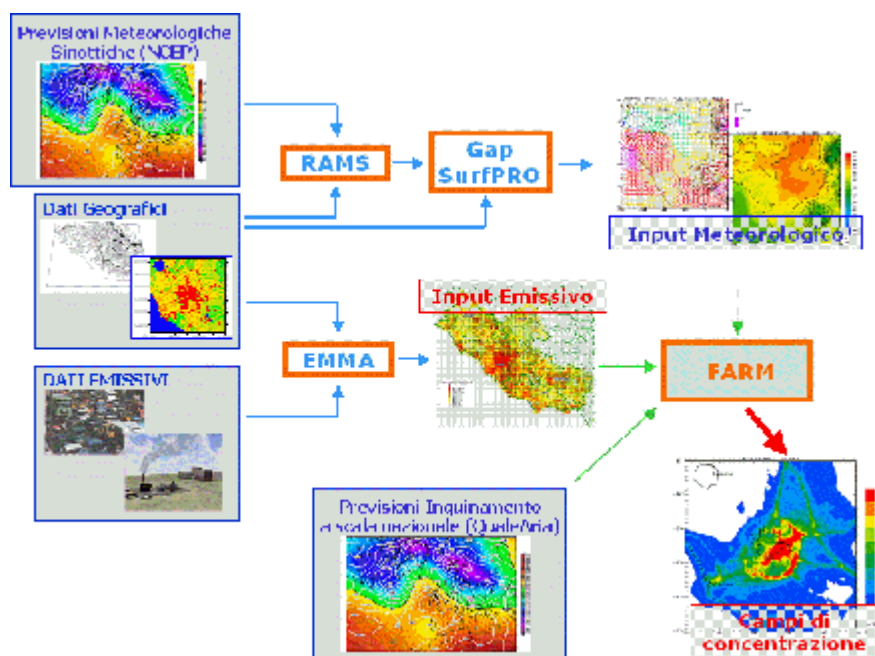 Previsioni Meteorologiche
Sinottiche (NCEP)
RAMS
Gap
SurfPRO
Input Meteorologico
Dati Geografici
Input Emissivo
EMMA
FARM
DATI EMISSIVI
Previsioni Inquinamento
a scala nazionale (QualeAria)
Campi di
concentrazione